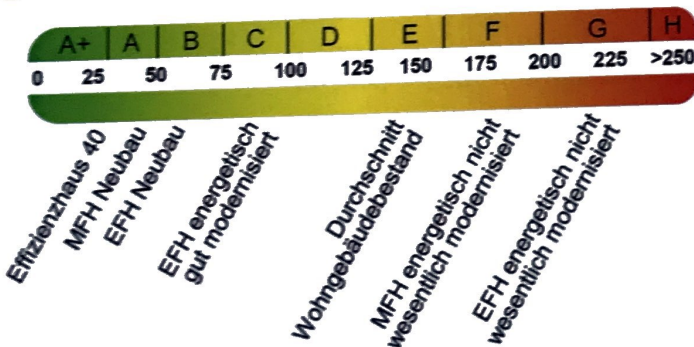 A+ A B C D E F G H
0 25 50 75 100 125 150 175 200 225 >250
Effizienzhaus 40
MFH Neubau
EFH Neubau
EFH energetisch
gut modernisiert
Durchschnitt
Wohngebäudebestand
MFH energetisch nicht
wesentlich modernisiert
EFH energetisch nicht
wesentlich modernisiert